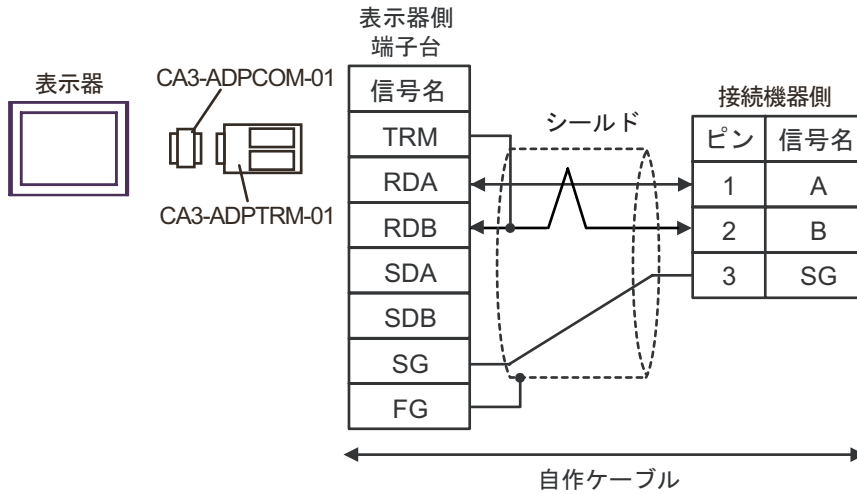 表示器
CA3-ADPCOM-01
CA3-ADPTRM-01
表示器側
端子台
信号名
TRM
RDA
RDB
SDA
SDB
SG
FG
シールド
接続機器側
ピン 信号名
1 A
2 B
3 SG
自作ケーブル